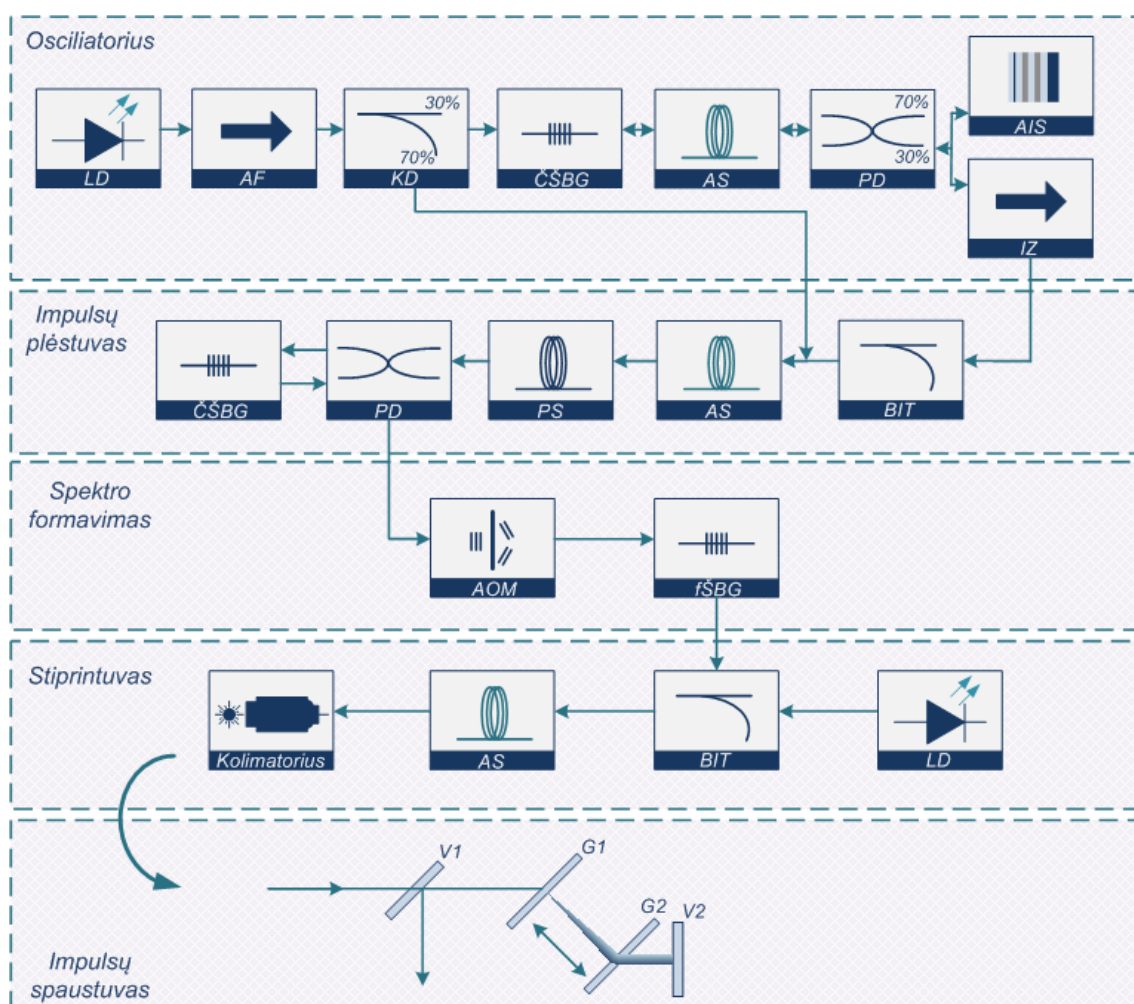 Osciliatorius
LD
AF
30%
70%
KD
ČŠBG
AS
70%
30%
PD
AIS
IZ
Impulsų
plėstuvas
ČŠBG
PD
PS
AS
BIT
Spektro
formavimas
AOM
fŠBG
Stiprintuvas
Kolimatorius
AS
BIT
LD
V1
G1
G2
V2
Impulsų
spaustuvas